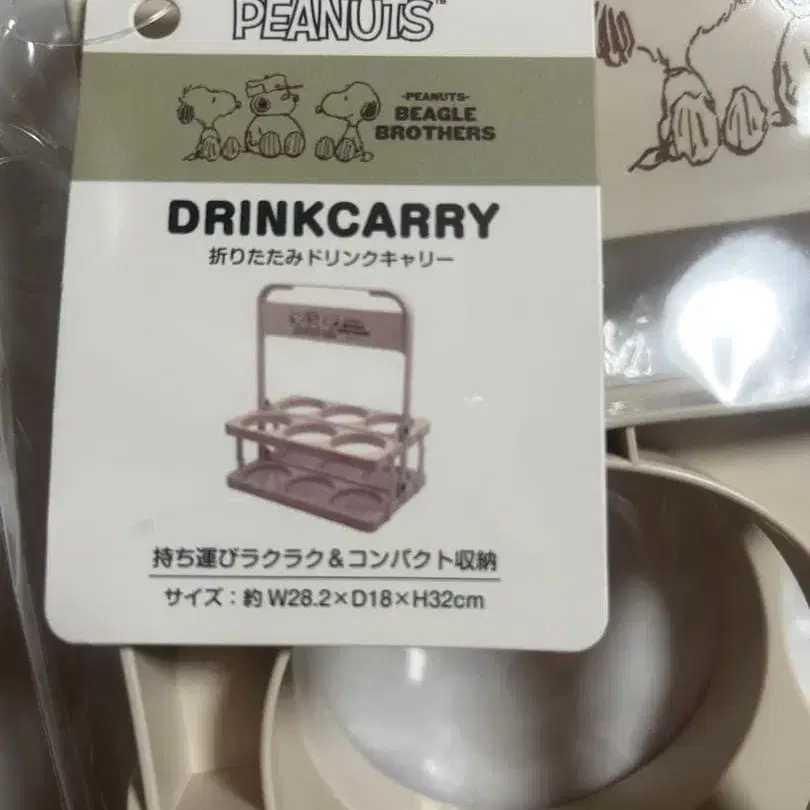 PEANUTS™
-PEANUTS-
BEAGLE
BROTHERS
DRINKCARRY
折りたたみドリンクキャリー
持ち運びラクラク&コンパクト収納
サイズ：約 W28.2×D18×H32cm